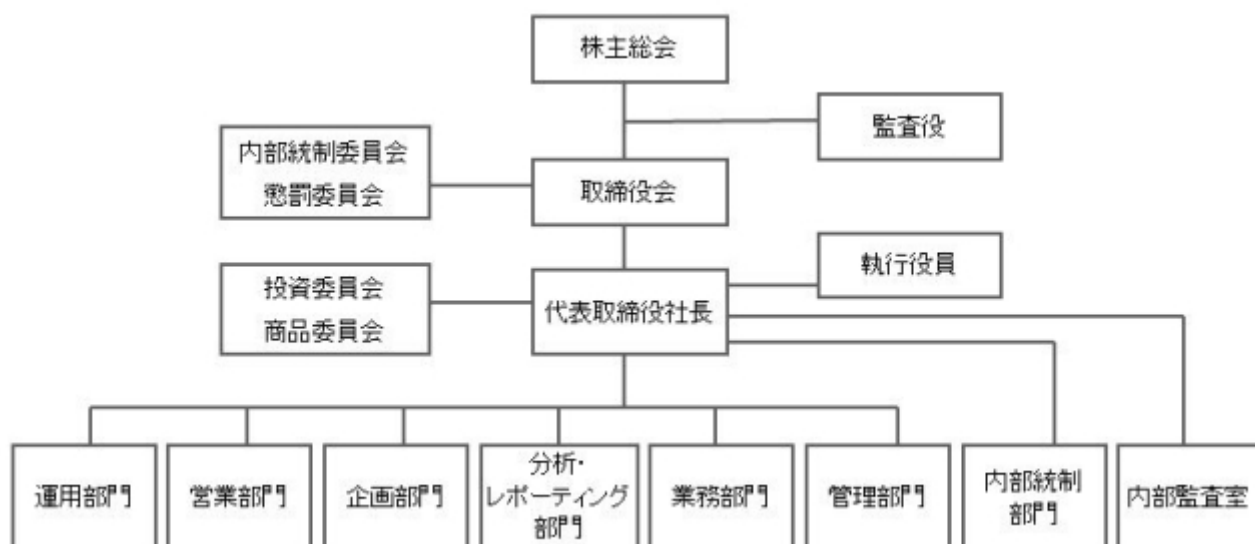 株主総会
監査役
内部統制委員会
懲罰委員会
取締役会
執行役員
投資委員会
商品委員会
代表取締役社長
運用部門
営業部門
企画部門
分析・
レポーティング
部門
業務部門
管理部門
内部統制
部門
内部監査室